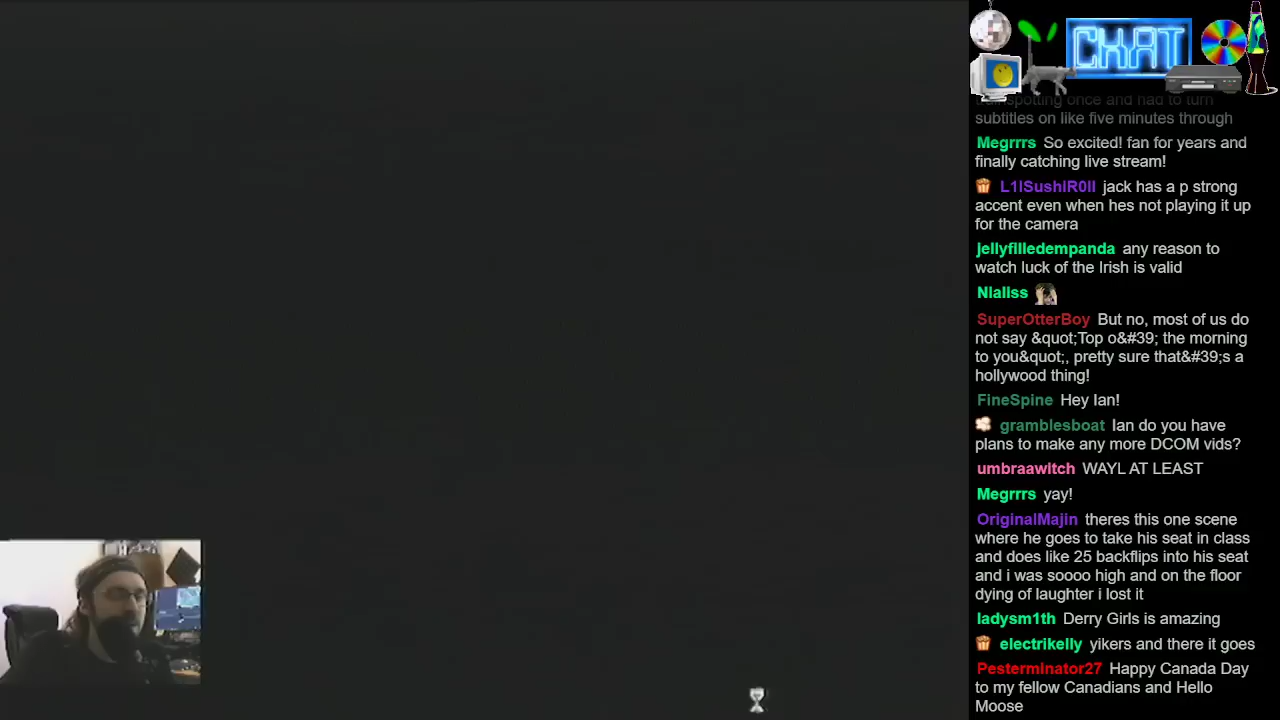 CHAT
trainspotting once and had to turn
subtitles on like five minutes through
Megrrrs So excited! fan for years and
finally catching live stream!
L1lSushiR0ll jack has a p strong
accent even when hes not playing it up
for the camera
jellyfilledempanda any reason to
watch luck of the Irish is valid
Nialiss
SuperOtterBoy But no, most of us do
not say &quot;Top o&#39; the morning
to you&quot;, pretty sure that&#39;s a
hollywood thing!
FineSpine Hey Ian!
gramblesboat Ian do you have
plans to make any more DCOM vids?
umbraawitch WAYL AT LEAST
Megrrrs yay!
OriginalMajin theres this one scene
where he goes to take his seat in class
and does like 25 backflips into his seat
and i was soooo high and on the floor
dying of laughter i lost it
ladysm1th Derry Girls is amazing
electrikelly yikers and there it goes
Pesterminator27 Happy Canada Day
to my fellow Canadians and Hello
Moose